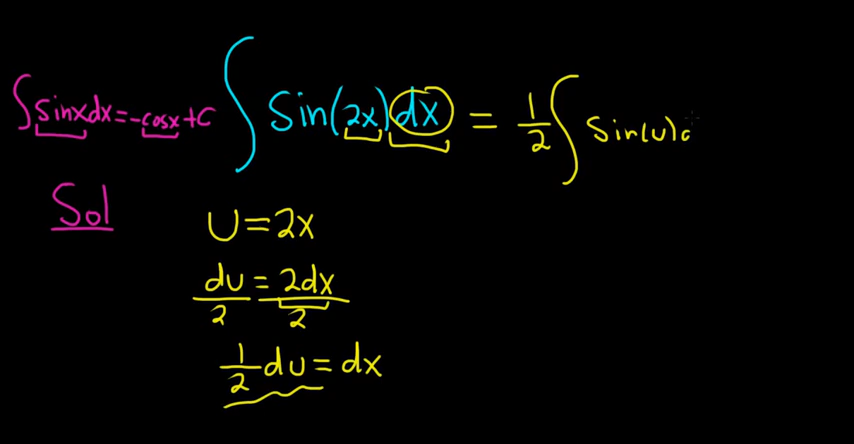 ∫ sinx dx = -cosx + C
∫ Sin(2x) dx = 1/2 ∫ Sin(u) d
Sol
U = 2x
du/2 = 2dx/2
1/2 du = dx